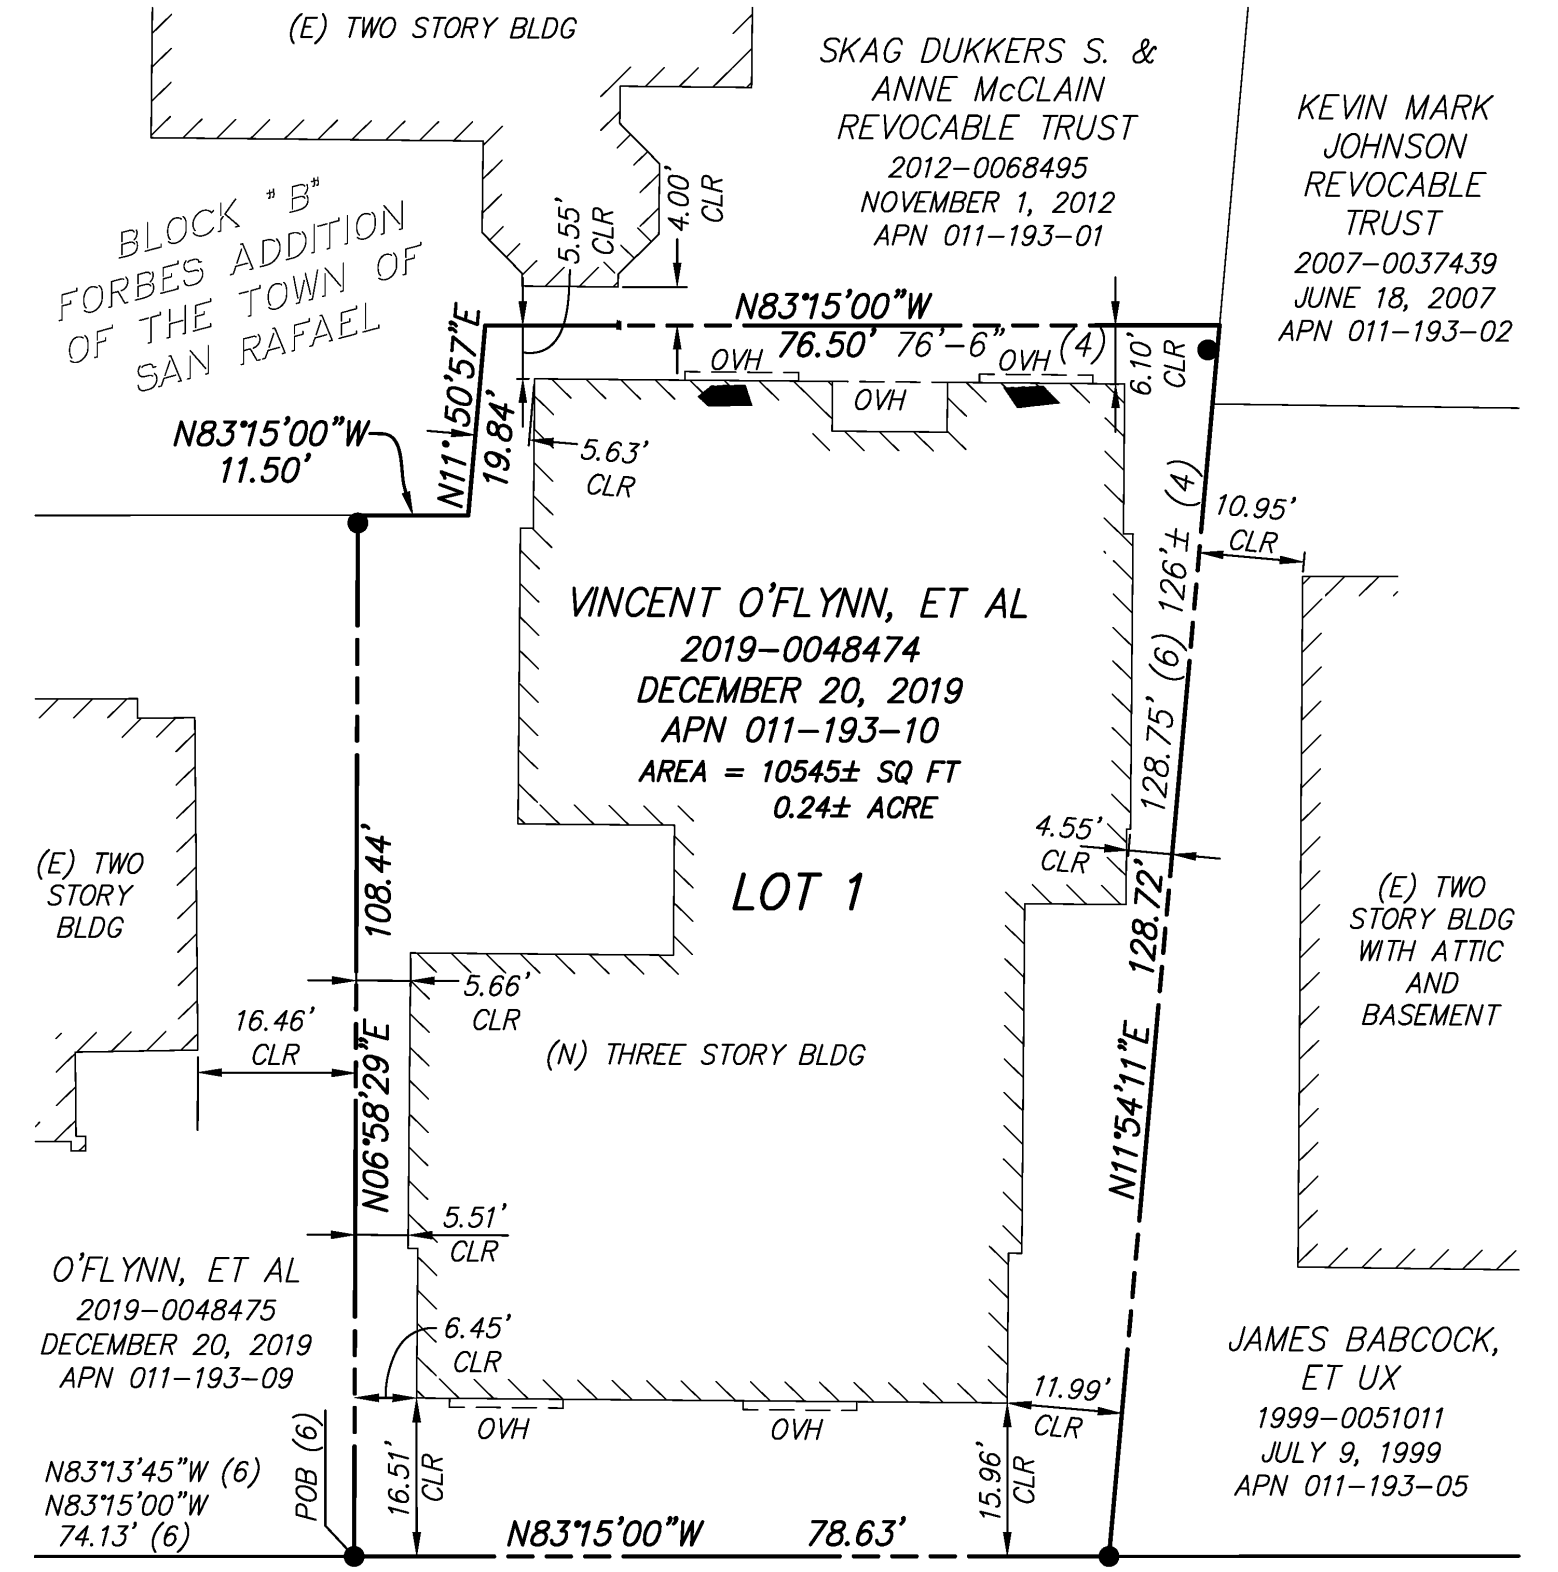 (E) TWO STORY BLDG
SKAG DUKKERS S. &
ANNE McCLAIN
REVOCABLE TRUST
2012-0068495
NOVEMBER 1, 2012
APN 011-193-01
KEVIN MARK
JOHNSON
REVOCABLE
TRUST
2007-0037439
JUNE 18, 2007
APN 011-193-02
BLOCK "B"
FORBES ADDITION
OF THE TOWN OF
SAN RAFAEL
5.55'
CLR
4.00'
CLR
N83°15'00"W
76.50' 76'-6" (4)
OVH
OVH
OVH
6.10'
CLR
N11°50'57"E
19.84'
N83°15'00"W
11.50'
5.63'
CLR
10.95'
CLR
128.75' (6) 126'± (4)
VINCENT O'FLYNN, ET AL
2019-0048474
DECEMBER 20, 2019
APN 011-193-10
AREA = 10545± SQ FT
0.24± ACRE
LOT 1
4.55'
CLR
N11°54'11"E 128.72'
(E) TWO
STORY
BLDG
108.44'
N06°58'29"E
(E) TWO
STORY BLDG
WITH ATTIC
AND
BASEMENT
5.66'
CLR
16.46'
CLR
(N) THREE STORY BLDG
5.51'
CLR
O'FLYNN, ET AL
2019-0048475
DECEMBER 20, 2019
APN 011-193-09
6.45'
CLR
JAMES BABCOCK,
ET UX
1999-0051011
JULY 9, 1999
APN 011-193-05
11.99'
CLR
OVH
OVH
POB (6)
16.51'
CLR
15.96'
CLR
N83°13'45"W (6)
N83°15'00"W
74.13' (6)
N83°15'00"W 78.63'